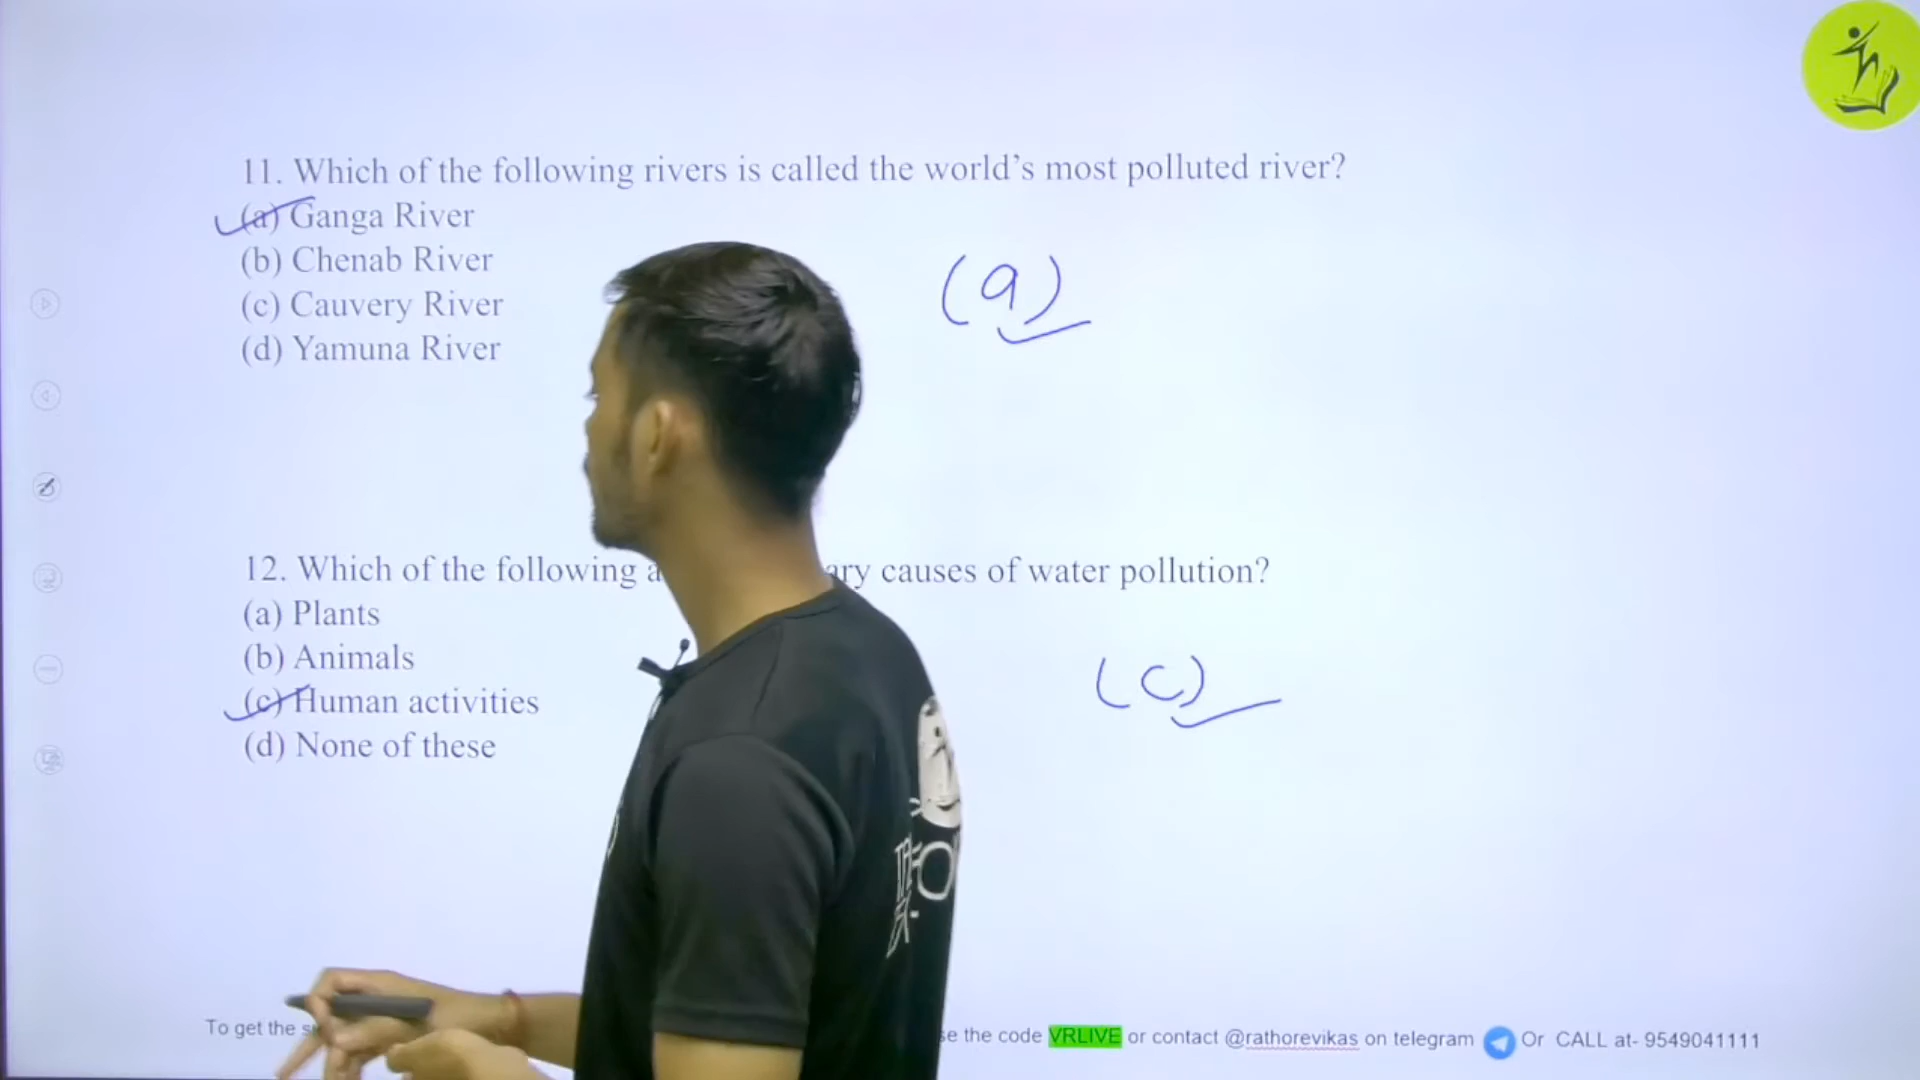 11. Which of the following rivers is called the world’s most polluted river?
(a) Ganga River
(b) Chenab River
(c) Cauvery River
(d) Yamuna River
(a)
12. Which of the following a ary causes of water pollution?
(a) Plants
(b) Animals
(c) Human activities
(d) None of these
(c)
To get the se the code VRLIVE or contact @rathorevikas on telegram Or CALL at- 9549041111